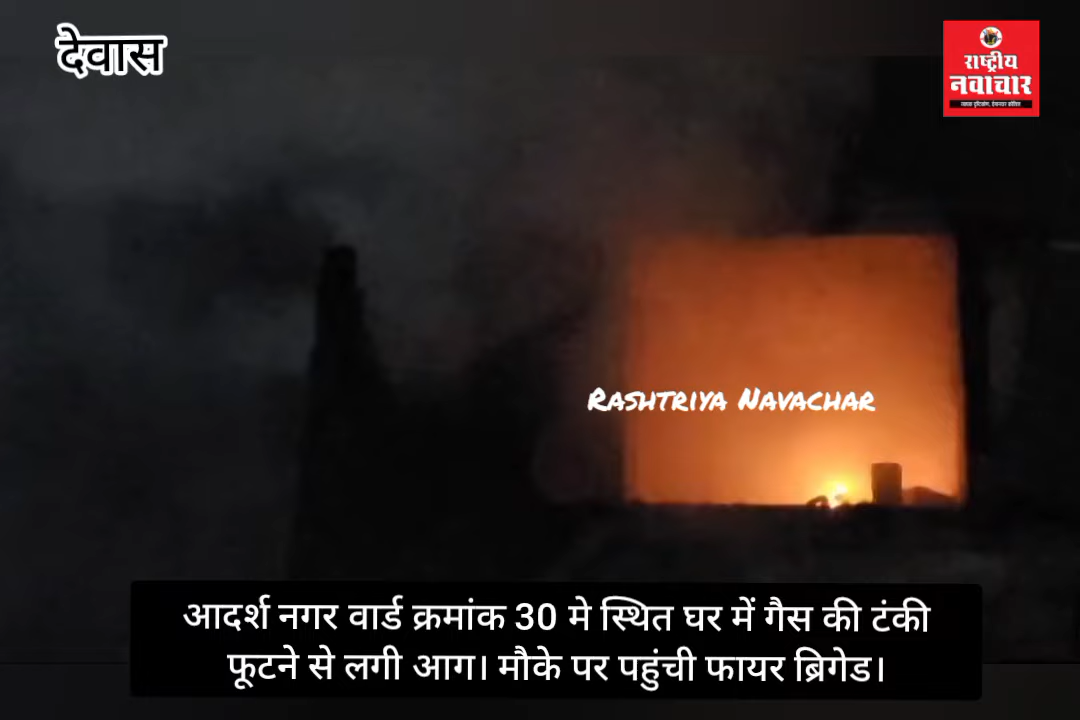 देवास
राष्ट्रीय
नवाचार
RASHTRIYA NAVACHAR
आदर्श नगर वार्ड क्रमांक 30 मे स्थित घर में गैस की टंकी
फूटने से लगी आग। मौके पर पहुंची फायर ब्रिगेड।